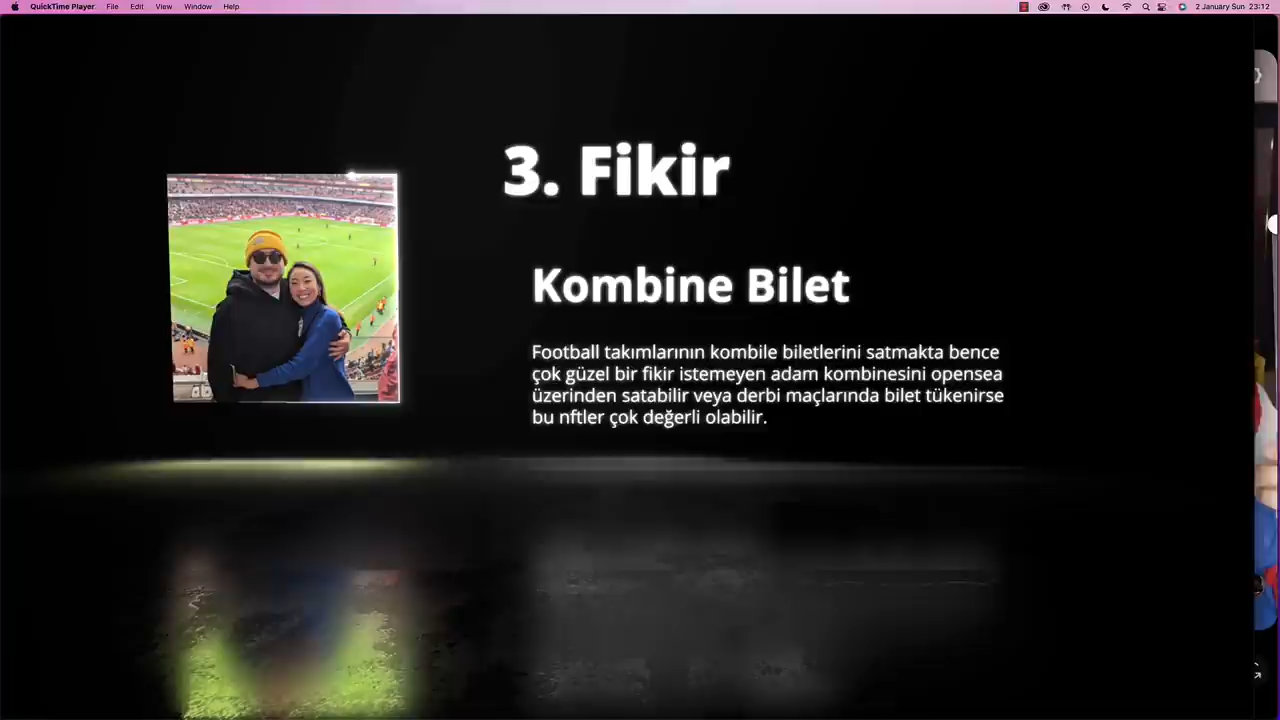 QuickTime Player File Edit View Window Help 2 January Sun 23:12
3. Fikir
Kombine Bilet
Football takımlarının kombile biletlerini satmakta bence
çok güzel bir fikir istemeyen adam kombinesini opensea
üzerinden satabilir veya derbi maçlarında bilet tükenirse
bu nftler çok değerli olabilir.